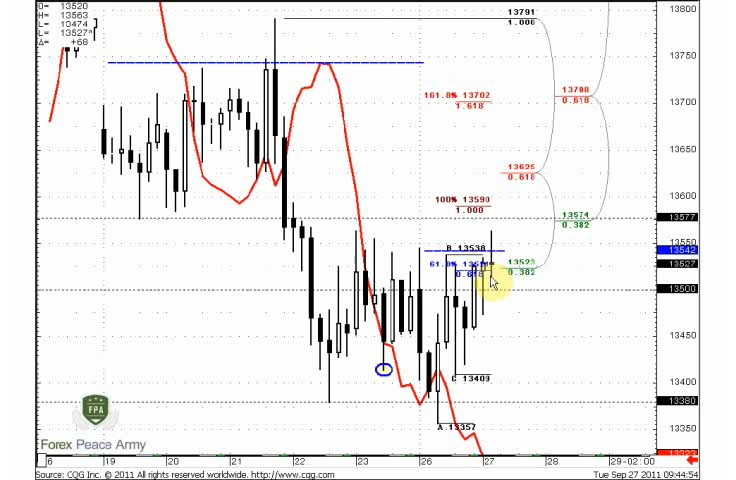 O= 13520
H= 13563
L= 10474
L= 13527^
Δ= +68
13791
1.000
161.8% 13702
1.618
13708
0.618
13625
0.618
100% 13590
1.000
13574
0.382
B 13538
61.8%
0.618
13523
0.382
C 13409
A 13357
13800
13750
13700
13650
13600
13577
13550
13542
13527
13500
13450
13400
13380
13350
FPA
Forex Peace Army
6 19 20 21 22 23 26 27 28 29-02:00
Source: CQG Inc. © 2011 All rights reserved worldwide. http://www.cqg.com
Tue Sep 27 2011 09:44:54